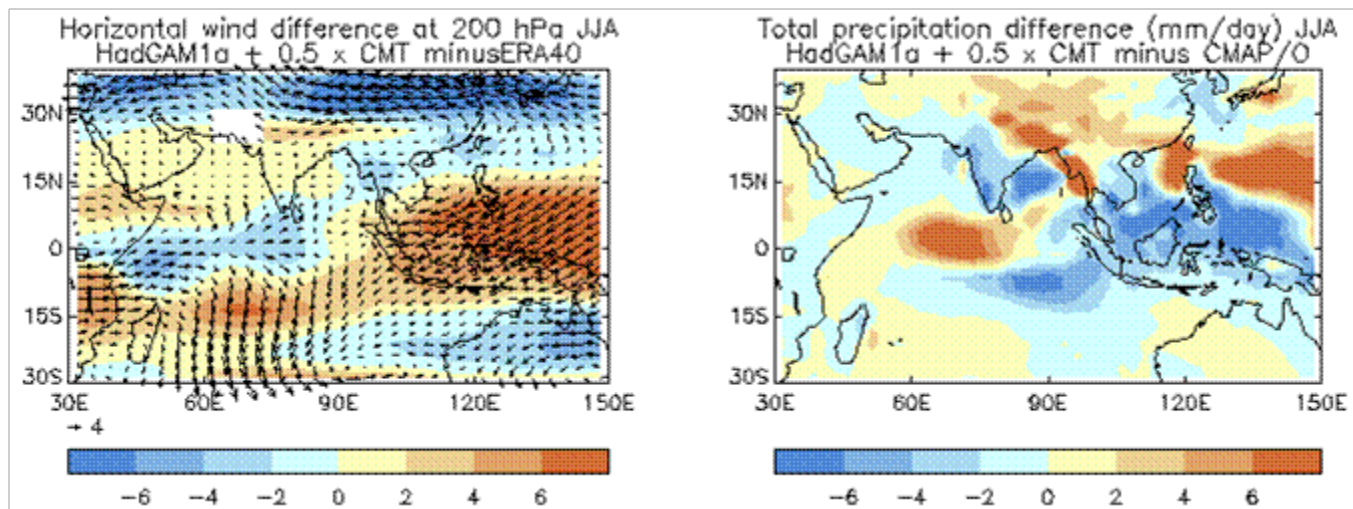 Horizontal wind difference at 200 hPa JJA
HadGAM1a + 0.5 x CMT minusERA40
30N
15N
0
15S
30S
30E 60E 90E 120E 150E
→ 4
−6 −4 −2 0 2 4 6
Total precipitation difference (mm/day) JJA
HadGAM1a + 0.5 x CMT minus CMAP/O
30N
15N
0
15S
30S
30E 60E 90E 120E 150E
−6 −4 −2 0 2 4 6